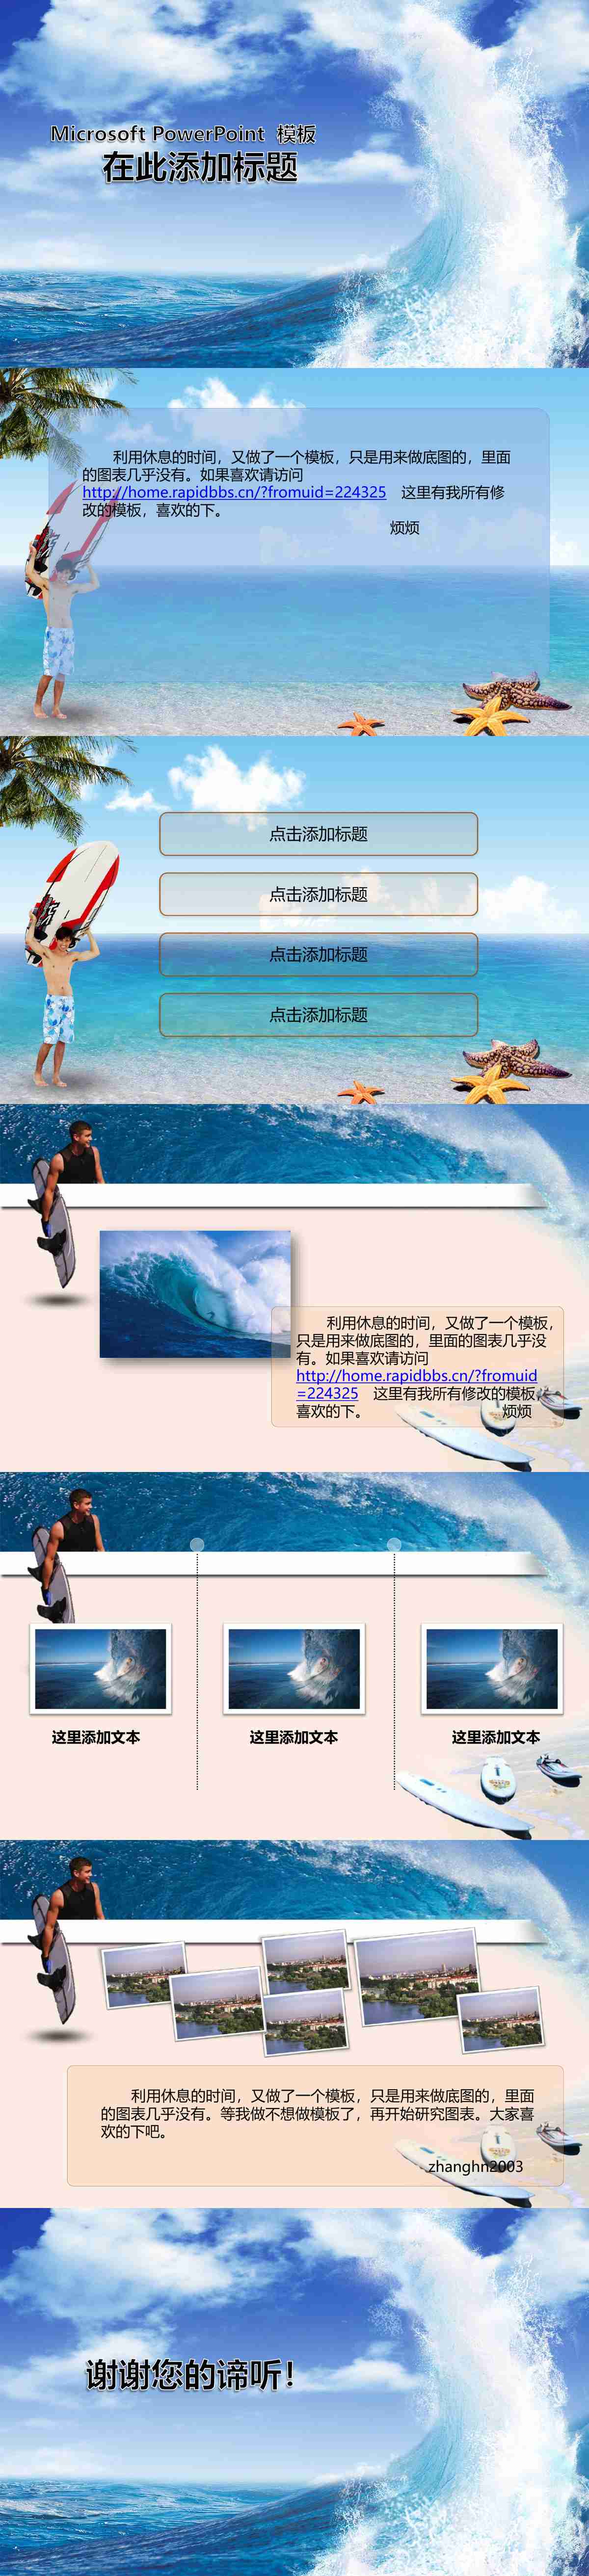 Microsoft PowerPoint 模板
在此添加标题
利用休息的时间，又做了一个模板，只是用来做底图的，里面
的图表几乎没有。如果喜欢请访问
http://home.rapidbbs.cn/?fromuid=224325 这里有我所有修
改的模板，喜欢的下。
烦烦
点击添加标题
点击添加标题
点击添加标题
点击添加标题
利用休息的时间，又做了一个模板，
只是用来做底图的，里面的图表几乎没
有。如果喜欢请访问
http://home.rapidbbs.cn/?fromuid
=224325 这里有我所有修改的模板，
喜欢的下。 烦烦
这里添加文本 这里添加文本 这里添加文本
利用休息的时间，又做了一个模板，只是用来做底图的，里面
的图表几乎没有。等我做不想做模板了，再开始研究图表。大家喜
欢的下吧。
zhanghn2003
谢谢您的谛听！